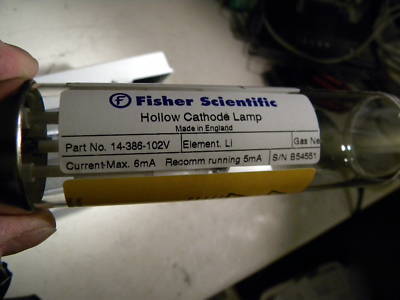 Fisher Scientific
Hollow Cathode Lamp
Made in England
Part No. 14-386-102V Element. Li Gas Ne
Current-Max. 6mA Recomm running 5mA S/N B54551